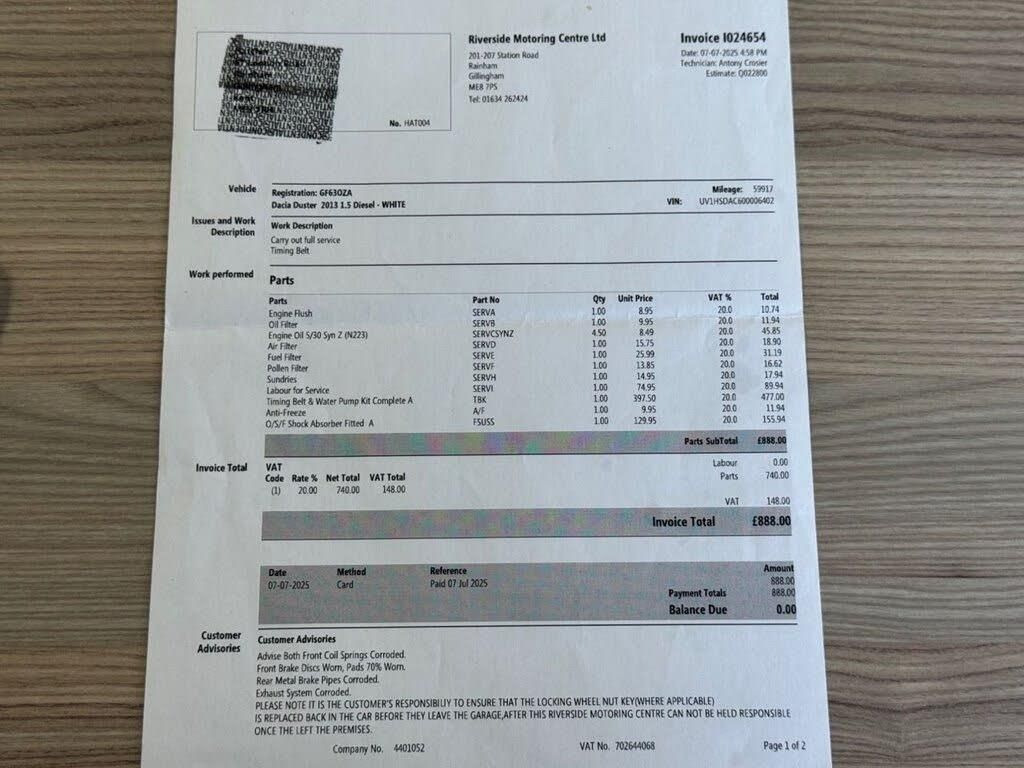 Riverside Motoring Centre Ltd
201-207 Station Road
Rainham
Gillingham
ME8 7PS
Tel: 01634 262424
Invoice I024654
Date: 07-07-2025 4:58 PM
Technician: Antony Crosier
Estimate: Q022800
No. HAT004
Vehicle
Registration: GF63OZA
Mileage: 59917
Dacia Duster 2013 1.5 Diesel - WHITE
VIN: UV1HSDAC600006402
Issues and Work Description
Work Description
Carry out full service
Timing Belt
Work performed
Parts
Parts Part No Qty Unit Price VAT % Total
Engine Flush SERVA 1.00 8.95 20.0 10.74
Oil Filter SERVB 1.00 9.95 20.0 11.94
Engine Oil 5/30 Syn Z (N223) SERVCSYNZ 4.50 8.49 20.0 45.85
Air Filter SERVD 1.00 15.75 20.0 18.90
Fuel Filter SERVE 1.00 25.99 20.0 31.19
Pollen Filter SERVF 1.00 13.85 20.0 16.62
Sundries SERVH 1.00 14.95 20.0 17.94
Labour for Service SERVI 1.00 74.95 20.0 89.94
Timing Belt & Water Pump Kit Complete A TBK 1.00 397.50 20.0 477.00
Anti-Freeze A/F 1.00 9.95 20.0 11.94
O/S/F Shock Absorber Fitted A FSUSS 1.00 129.95 20.0 155.94
Parts SubTotal £888.00
Invoice Total
VAT
Code Rate % Net Total VAT Total
(1) 20.00 740.00 148.00
Labour 0.00
Parts 740.00
VAT 148.00
Invoice Total £888.00
Date Method Reference Amount
07-07-2025 Card Paid 07 Jul 2025 888.00
Payment Totals 888.00
Balance Due 0.00
Customer Advisories
Customer Advisories
Advise Both Front Coil Springs Corroded.
Front Brake Discs Worn, Pads 70% Worn.
Rear Metal Brake Pipes Corroded.
Exhaust System Corroded.
PLEASE NOTE IT IS THE CUSTOMER'S RESPONSIBILIY TO ENSURE THAT THE LOCKING WHEEL NUT KEY(WHERE APPLICABLE)
IS REPLACED BACK IN THE CAR BEFORE THEY LEAVE THE GARAGE,AFTER THIS RIVERSIDE MOTORING CENTRE CAN NOT BE HELD RESPONSIBLE
ONCE THE LEFT THE PREMISES.
Company No. 4401052
VAT No. 702644068
Page 1 of 2